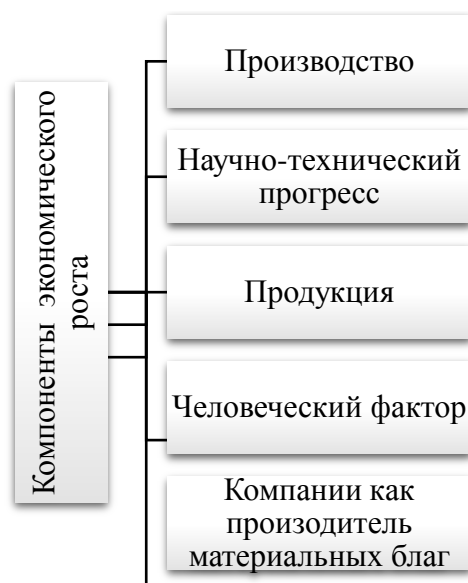 Компоненты экономического
роста
Производство
Научно-технический
прогресс
Продукция
Человеческий фактор
Компании как
произодитель
материальных благ